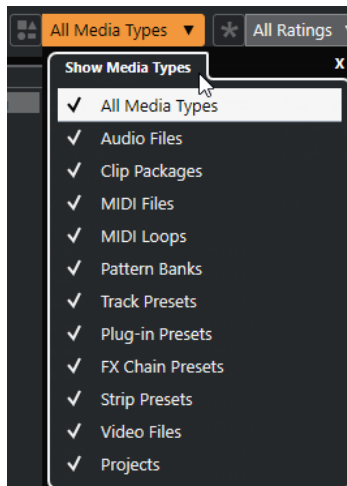 All Media Types All Ratings
Show Media Types X
All Media Types
Audio Files
Clip Packages
MIDI Files
MIDI Loops
Pattern Banks
Track Presets
Plug-in Presets
FX Chain Presets
Strip Presets
Video Files
Projects